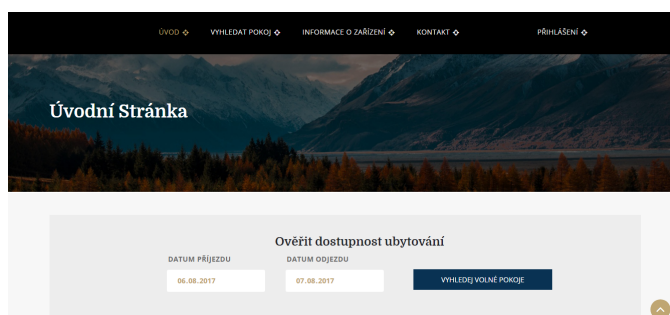 ÚVOD VYHLEDAT POKOJ INFORMACE O ZAŘÍZENÍ KONTAKT PŘIHLÁŠENÍ
Úvodní Stránka
Ověřit dostupnost ubytování
DATUM PŘÍJEZDU DATUM ODJEZDU
06.08.2017 07.08.2017 VYHLEDEJ VOLNÉ POKOJE